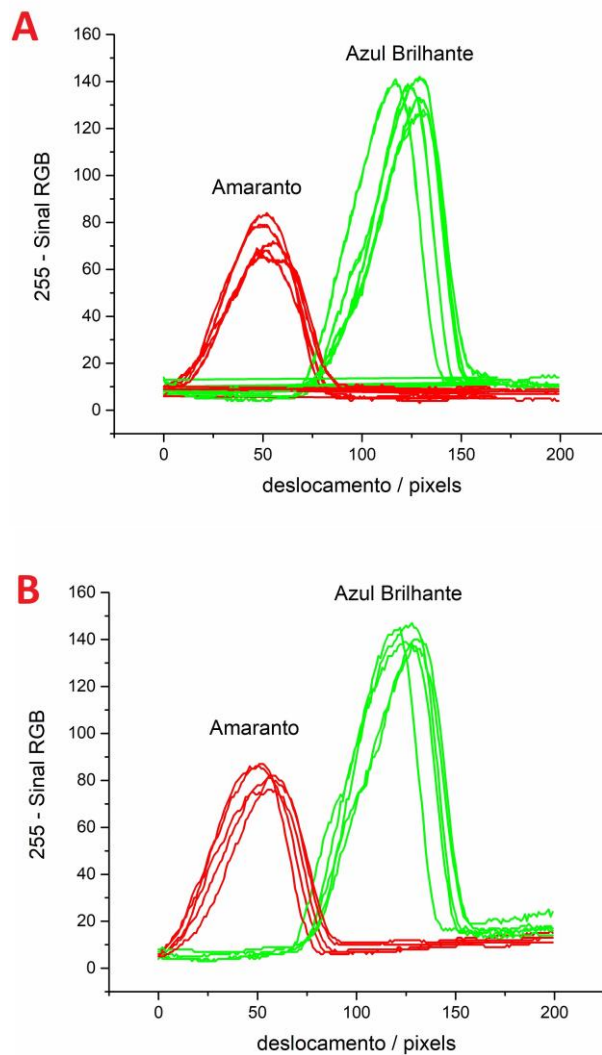 A
160
Azul Brilhante
140
120
100
Amaranto
80
60
40
20
0
255 - Sinal RGB
0 50 100 150 200
deslocamento / pixels
B
160
Azul Brilhante
140
120
100
Amaranto
80
60
40
20
0
255 - Sinal RGB
0 50 100 150 200
deslocamento / pixels